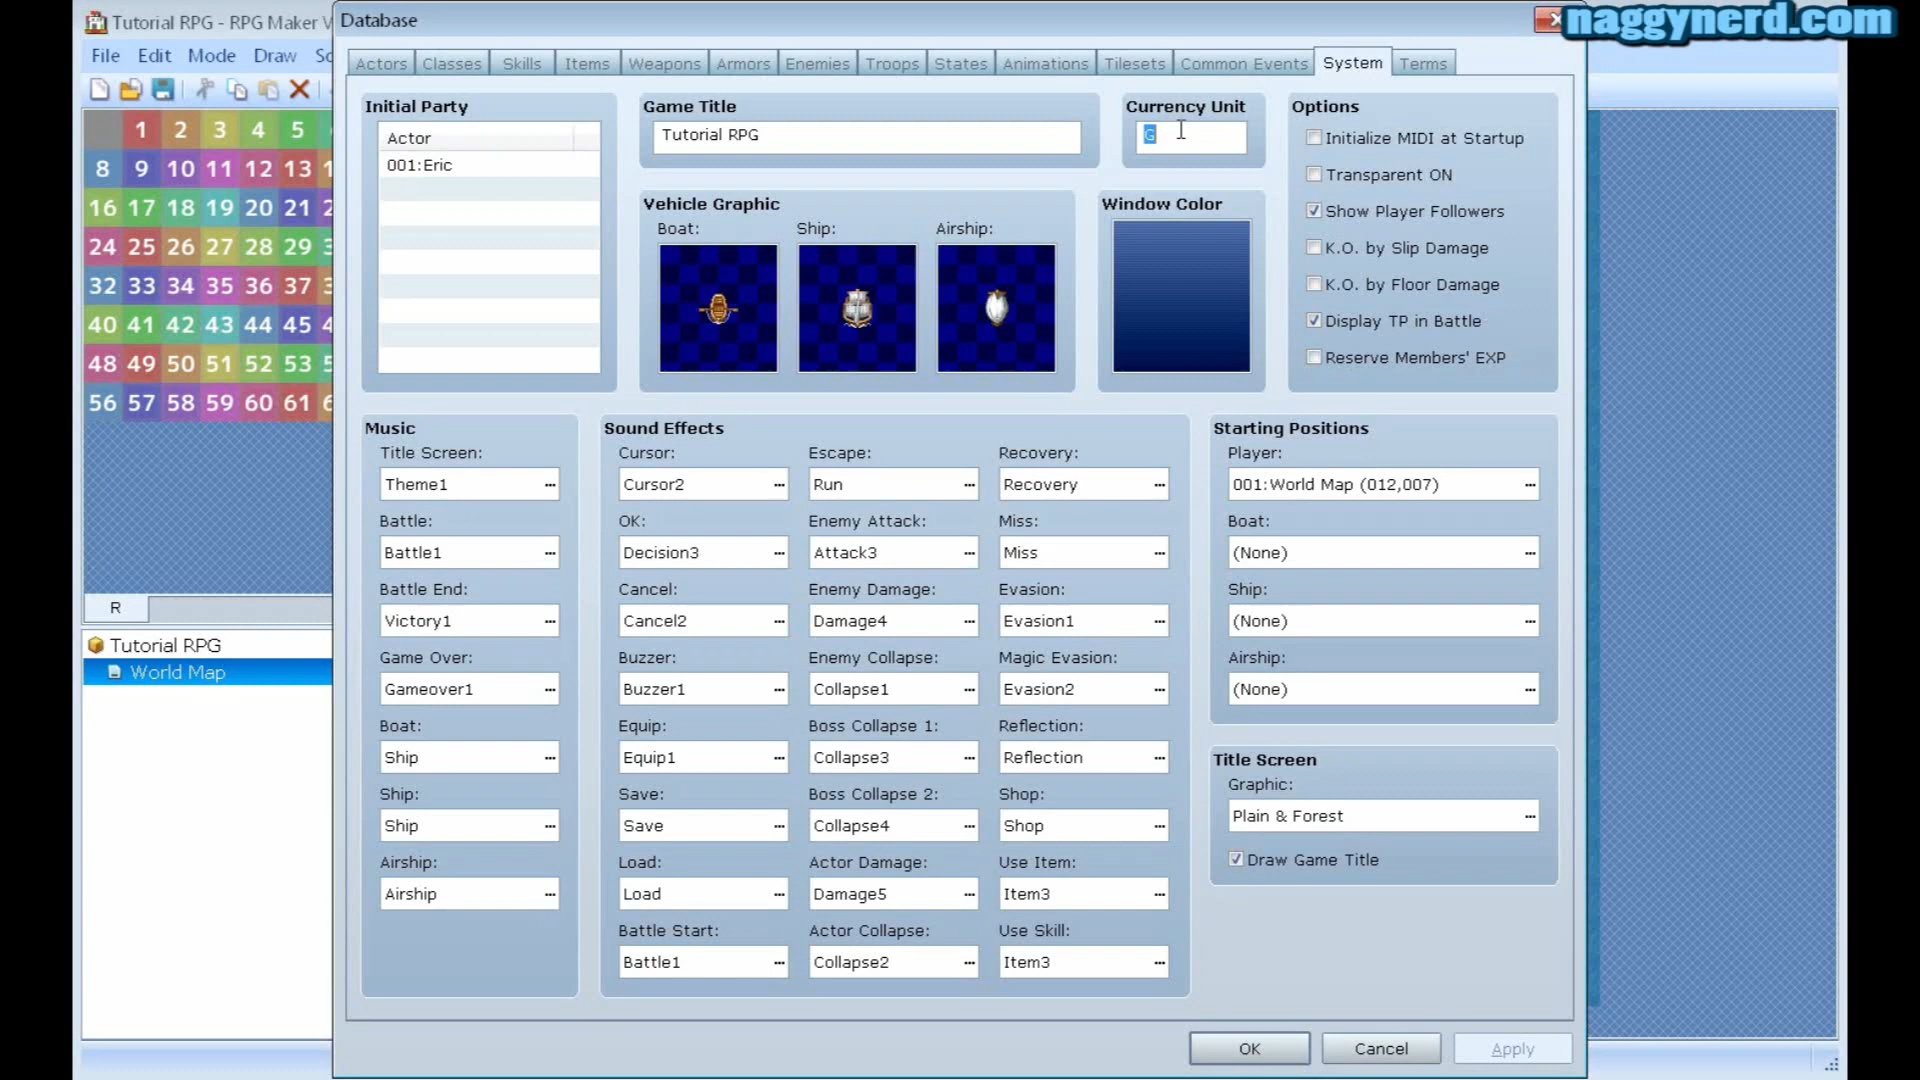 Tutorial RPG - RPG Maker V
Database
naggynerd.com
File Edit Mode Draw Sc
Actors Classes Skills Items Weapons Armors Enemies Troops States Animations Tilesets Common Events System Terms
Initial Party
Actor
001:Eric
Game Title
Tutorial RPG
Currency Unit
G
Options
Initialize MIDI at Startup
Transparent ON
Show Player Followers
K.O. by Slip Damage
K.O. by Floor Damage
Display TP in Battle
Reserve Members' EXP
Vehicle Graphic
Boat: Ship: Airship:
Window Color
1 2 3 4 5
8 9 10 11 12 13 1
16 17 18 19 20 21 2
24 25 26 27 28 29 3
32 33 34 35 36 37 3
40 41 42 43 44 45 4
48 49 50 51 52 53 5
56 57 58 59 60 61 6
R
Tutorial RPG
World Map
Music
Title Screen:
Theme1 ...
Battle:
Battle1 ...
Battle End:
Victory1 ...
Game Over:
Gameover1 ...
Boat:
Ship ...
Ship:
Ship ...
Airship:
Airship ...
Sound Effects
Cursor: Escape: Recovery:
Cursor2 ... Run ... Recovery ...
OK: Enemy Attack: Miss:
Decision3 ... Attack3 ... Miss ...
Cancel: Enemy Damage: Evasion:
Cancel2 ... Damage4 ... Evasion1 ...
Buzzer: Enemy Collapse: Magic Evasion:
Buzzer1 ... Collapse1 ... Evasion2 ...
Equip: Boss Collapse 1: Reflection:
Equip1 ... Collapse3 ... Reflection ...
Save: Boss Collapse 2: Shop:
Save ... Collapse4 ... Shop ...
Load: Actor Damage: Use Item:
Load ... Damage5 ... Item3 ...
Battle Start: Actor Collapse: Use Skill:
Battle1 ... Collapse2 ... Item3 ...
Starting Positions
Player:
001:World Map (012,007) ...
Boat:
(None) ...
Ship:
(None) ...
Airship:
(None) ...
Title Screen
Graphic:
Plain & Forest ...
Draw Game Title
OK Cancel Apply